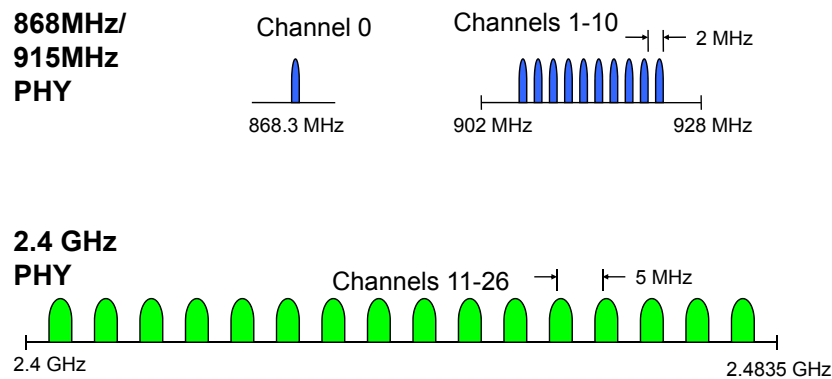 868MHz/
915MHz
PHY
Channel 0
868.3 MHz
Channels 1-10
2 MHz
902 MHz
928 MHz
2.4 GHz
PHY
Channels 11-26
5 MHz
2.4 GHz
2.4835 GHz